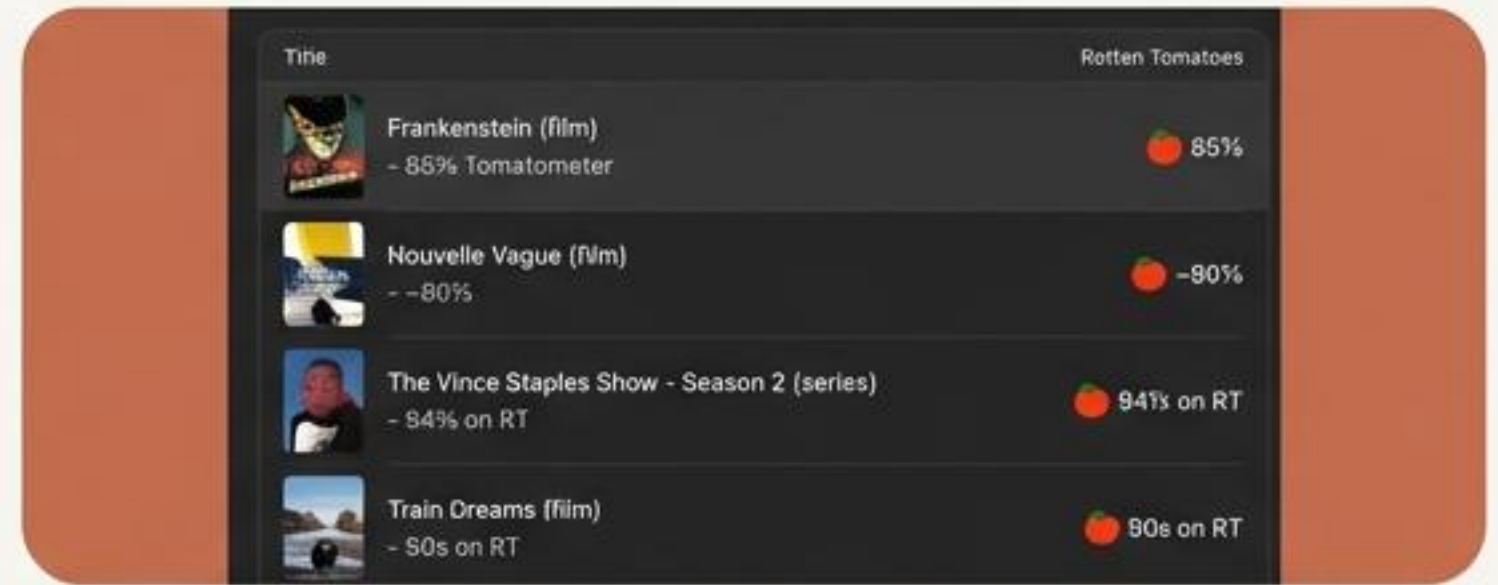 Title
Rotten Tomatoes
Frankenstein (film)
- 85% Tomatometer
85%
Nouvelle Vague (film)
- –80%
–90%
The Vince Staples Show - Season 2 (series)
- 94% on RT
94% on RT
Train Dreams (film)
- 90s on RT
90s on RT